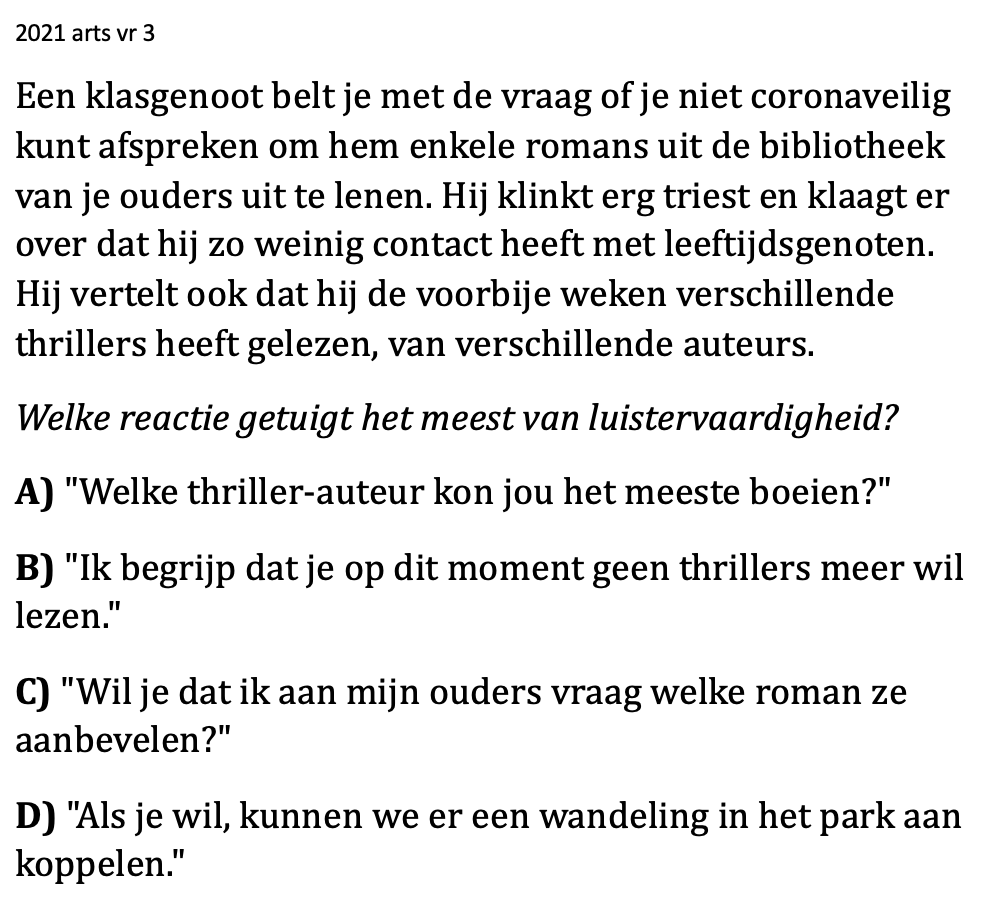 2021 arts vr 3
Een klasgenoot belt je met de vraag of je niet coronaveilig
kunt afspreken om hem enkele romans uit de bibliotheek
van je ouders uit te lenen. Hij klinkt erg triest en klaagt er
over dat hij zo weinig contact heeft met leeftijdsgenoten.
Hij vertelt ook dat hij de voorbije weken verschillende
thrillers heeft gelezen, van verschillende auteurs.
Welke reactie getuigt het meest van luistervaardigheid?
A) "Welke thriller-auteur kon jou het meeste boeien?"
B) "Ik begrijp dat je op dit moment geen thrillers meer wil
lezen."
C) "Wil je dat ik aan mijn ouders vraag welke roman ze
aanbevelen?"
D) "Als je wil, kunnen we er een wandeling in het park aan
koppelen."